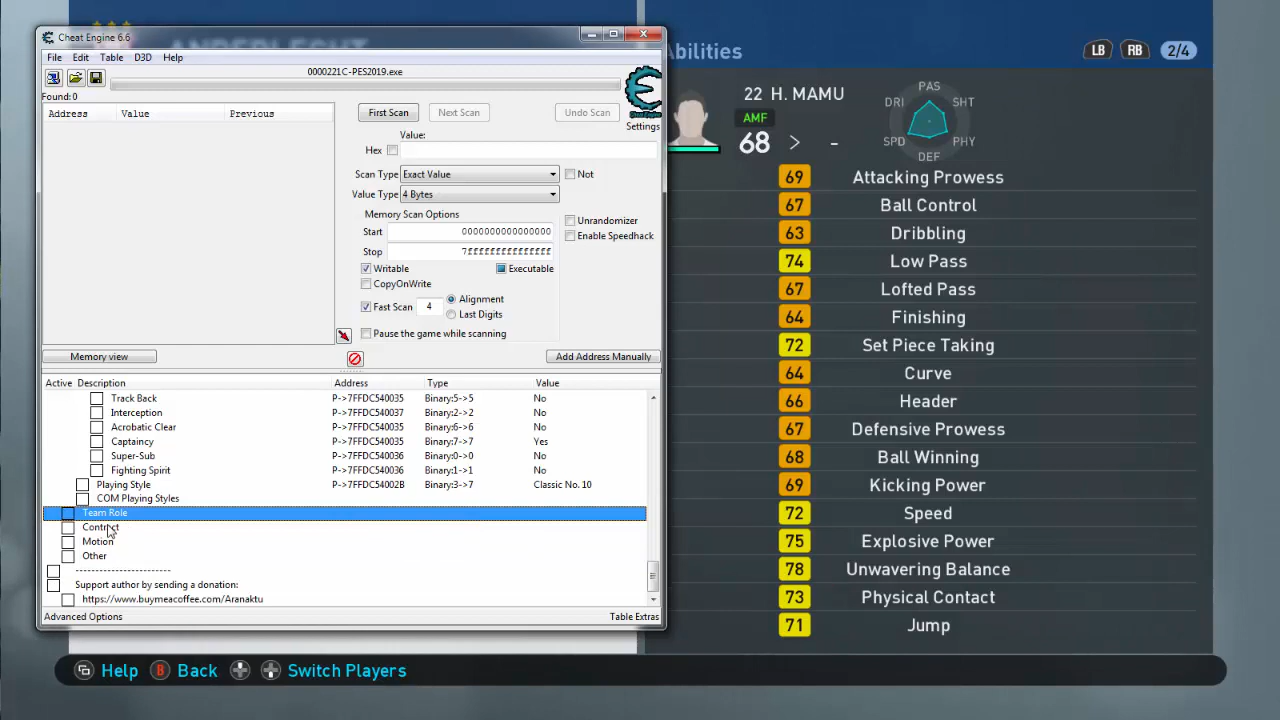 Cheat Engine 6.6
File Edit Table D3D Help
0000221C-PES2019.exe
Found:0
Address Value Previous
First Scan Next Scan Undo Scan
Cheat Engine
Settings
Value:
Hex
Scan Type Exact Value Not
Value Type 4 Bytes
Memory Scan Options
Unrandomizer
Start 0000000000000000
Enable Speedhack
Stop 7fffffffffffffff
Writable Executable
CopyOnWrite
Fast Scan 4 Alignment
Last Digits
Pause the game while scanning
Memory view Add Address Manually
Active Description Address Type Value
Track Back P->7FFDC540035 Binary:5->5 No
Interception P->7FFDC540037 Binary:2->2 No
Acrobatic Clear P->7FFDC540035 Binary:6->6 No
Captaincy P->7FFDC540035 Binary:7->7 Yes
Super-Sub P->7FFDC540036 Binary:0->0 No
Fighting Spirit P->7FFDC540036 Binary:1->1 No
Playing Style P->7FFDC54002B Binary:3->7 Classic No. 10
COM Playing Styles
Team Role
Contract
Motion
Other
------------------------
Support author by sending a donation:
https://www.buymeacoffee.com/Aranaktu
Advanced Options Table Extras
Abilities LB RB 2/4
22 H. MAMU
AMF
68 > -
PAS
DRI SHT
SPD PHY
DEF
69 Attacking Prowess
67 Ball Control
63 Dribbling
74 Low Pass
67 Lofted Pass
64 Finishing
72 Set Piece Taking
64 Curve
66 Header
67 Defensive Prowess
68 Ball Winning
69 Kicking Power
72 Speed
75 Explosive Power
78 Unwavering Balance
73 Physical Contact
71 Jump
Help B Back Switch Players